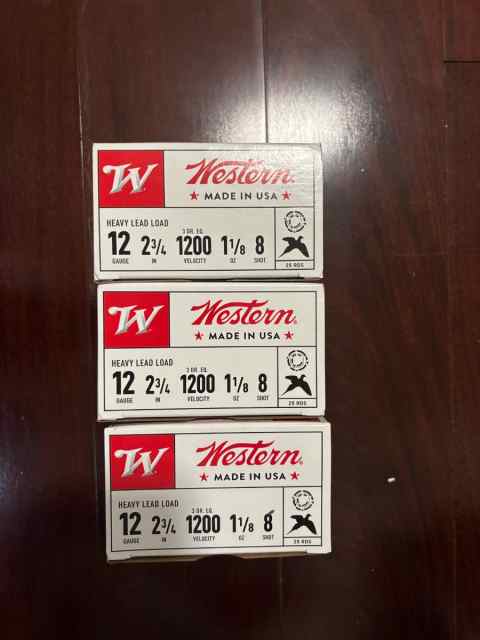 W
Western®
★ MADE IN USA ★
HEAVY LEAD LOAD
3 DR. EQ.
12 2¾ 1200 1⅛ 8
GAUGE IN VELOCITY OZ SHOT
25 RDS
W
Western®
★ MADE IN USA ★
HEAVY LEAD LOAD
3 DR. EQ.
12 2¾ 1200 1⅛ 8
GAUGE IN VELOCITY OZ SHOT
25 RDS
W
Western®
★ MADE IN USA ★
HEAVY LEAD LOAD
3 DR. EQ.
12 2¾ 1200 1⅛ 8
GAUGE IN VELOCITY OZ SHOT
25 RDS